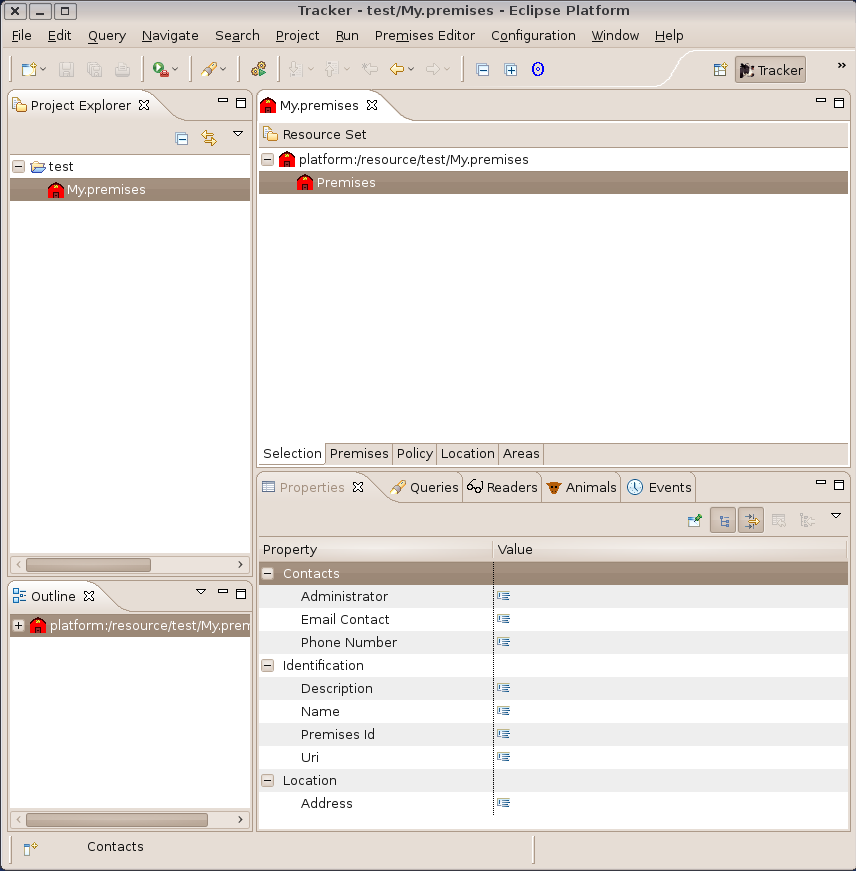 Tracker - test/My.premises - Eclipse Platform
File Edit Query Navigate Search Project Run Premises Editor Configuration Window Help
Tracker
Project Explorer
test
My.premises
My.premises
Resource Set
platform:/resource/test/My.premises
Premises
Selection Premises Policy Location Areas
Outline
platform:/resource/test/My.prem
Properties Queries Readers Animals Events
Property Value
Contacts
Administrator
Email Contact
Phone Number
Identification
Description
Name
Premises Id
Uri
Location
Address
Contacts